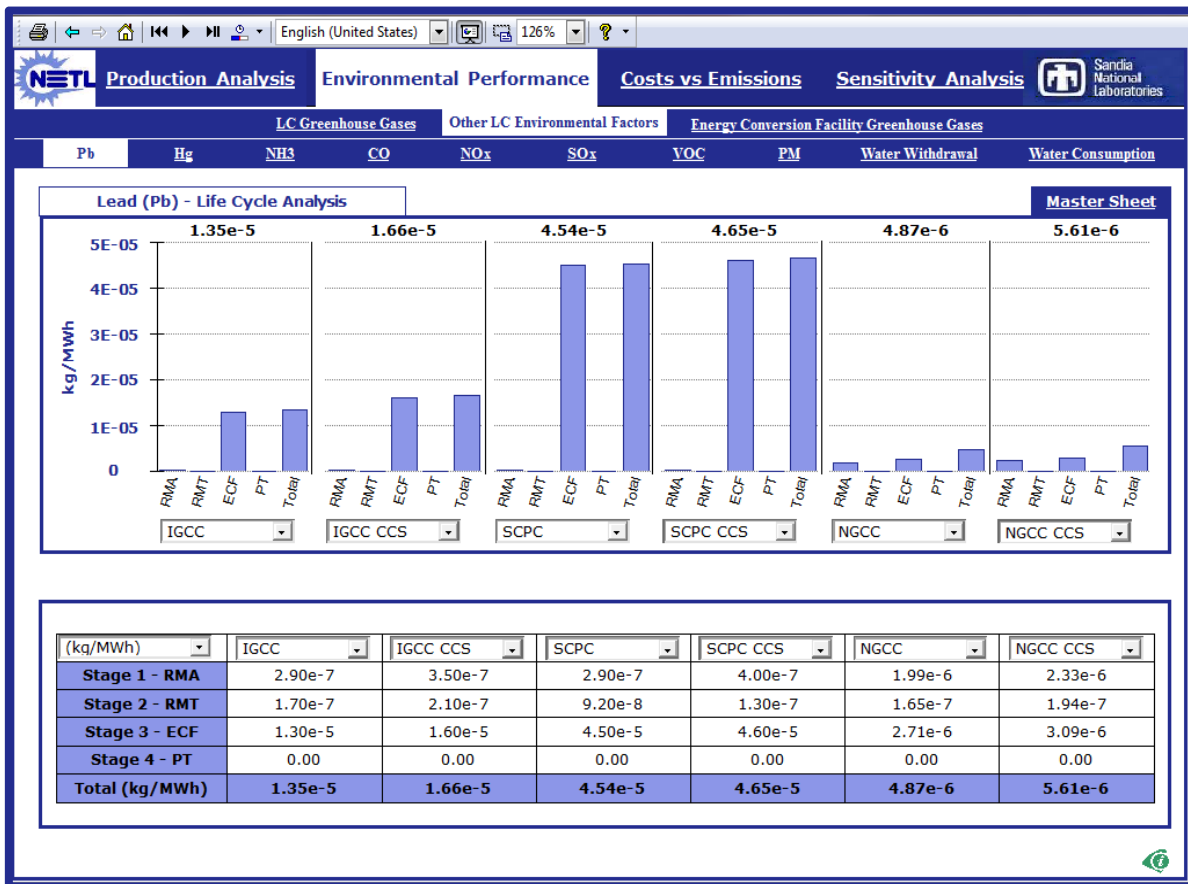 English (United States) 126%
NETL Production Analysis Environmental Performance Costs vs Emissions Sensitivity Analysis Sandia National Laboratories
LC Greenhouse Gases Other LC Environmental Factors Energy Conversion Facility Greenhouse Gases
Pb Hg NH3 CO NOx SOx VOC PM Water Withdrawal Water Consumption
Lead (Pb) - Life Cycle Analysis Master Sheet
1.35e-5 1.66e-5 4.54e-5 4.65e-5 4.87e-6 5.61e-6
5E-05
4E-05
3E-05
2E-05
1E-05
0
kg/MWh
RMA RMT ECF PT Total RMA RMT ECF PT Total RMA RMT ECF PT Total RMA RMT ECF PT Total RMA RMT ECF PT Total RMA RMT ECF PT Total
IGCC IGCC CCS SCPC SCPC CCS NGCC NGCC CCS
(kg/MWh) IGCC IGCC CCS SCPC SCPC CCS NGCC NGCC CCS
Stage 1 - RMA 2.90e-7 3.50e-7 2.90e-7 4.00e-7 1.99e-6 2.33e-6
Stage 2 - RMT 1.70e-7 2.10e-7 9.20e-8 1.30e-7 1.65e-7 1.94e-7
Stage 3 - ECF 1.30e-5 1.60e-5 4.50e-5 4.60e-5 2.71e-6 3.09e-6
Stage 4 - PT 0.00 0.00 0.00 0.00 0.00 0.00
Total (kg/MWh) 1.35e-5 1.66e-5 4.54e-5 4.65e-5 4.87e-6 5.61e-6